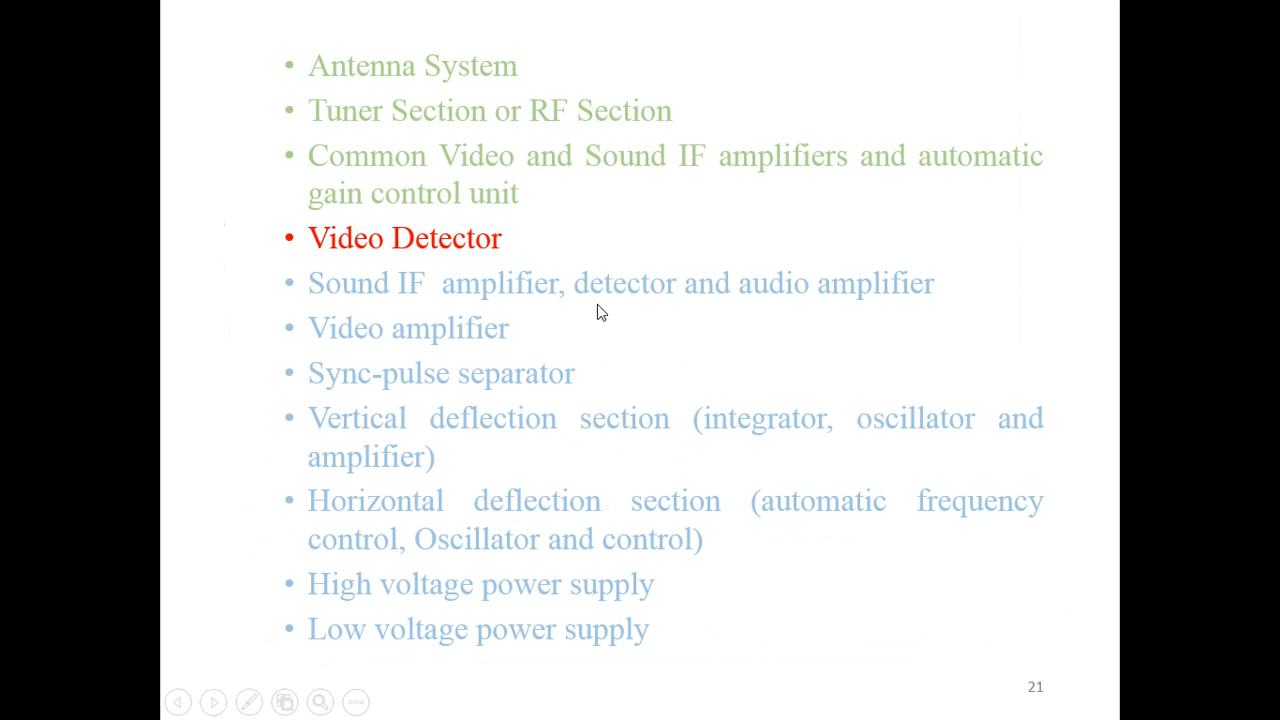 • Antenna System
• Tuner Section or RF Section
• Common Video and Sound IF amplifiers and automatic
gain control unit
• Video Detector
• Sound IF  amplifier, detector and audio amplifier
• Video amplifier
• Sync-pulse separator
• Vertical deflection section (integrator, oscillator and
amplifier)
• Horizontal deflection section (automatic frequency
control, Oscillator and control)
• High voltage power supply
• Low voltage power supply
21